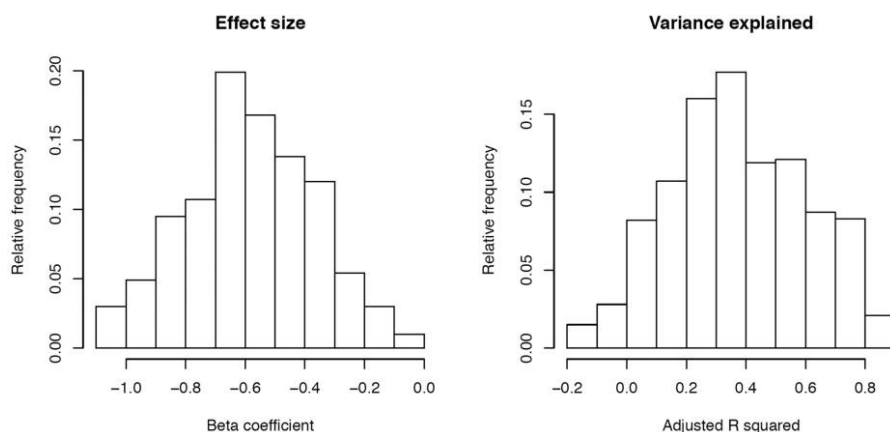 Effect size
Relative frequency
0.20
0.15
0.10
0.05
0.00
−1.0 −0.8 −0.6 −0.4 −0.2 0.0
Beta coefficient
Variance explained
Relative frequency
0.15
0.10
0.05
0.00
−0.2 0.0 0.2 0.4 0.6 0.8
Adjusted R squared